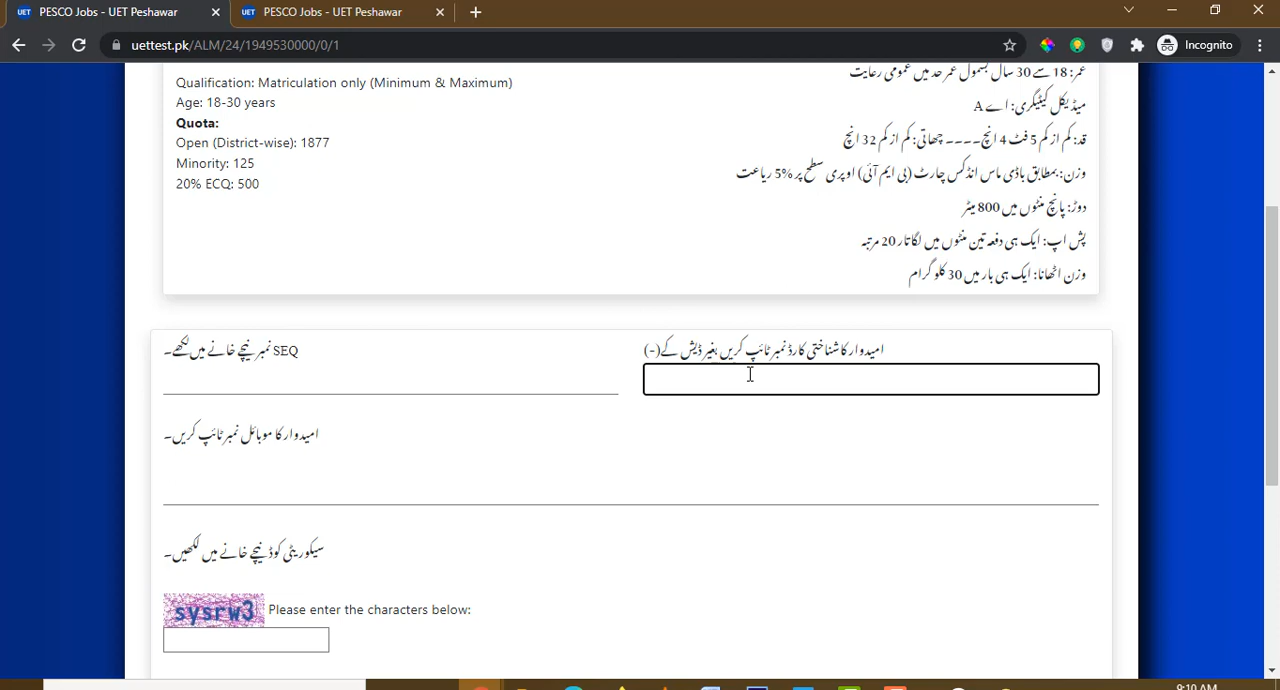 PESCO Jobs - UET Peshawar
PESCO Jobs - UET Peshawar
uettest.pk/ALM/24/1949530000/0/1
Incognito
Qualification: Matriculation only (Minimum & Maximum)
Age: 18-30 years
Quota:
Open (District-wise): 1877
Minority: 125
20% ECQ: 500
عمر: 18 سے 30 سال بشمول عمر حد میں عمومی رعایت
میڈیکل کیٹیگری: اے A
قد: کم از کم 5 فٹ 4 انچ۔۔۔۔ چھاتی: کم از کم 32 انچ
وزن: بمطابق باڈی ماس انڈکس چارٹ (بی ایم آئی) اوپری سطح پر 5% رياعت
دوڑ: پانچ منٹوں میں 800 میٹر
پش اپ: ایک ہی دفعہ تین منٹوں میں لگاتار 20 مرتبہ
وزن اٹھانا: ایک ہی بار میں 30 کلو گرام
SEQ نمبر نیچے خانے میں لکھے۔
امیدوار کا شناختی کارڈ نمبر ٹائپ کریں بغیر ڈیش کے (-)
امیدوار کا موبائل نمبر ٹائپ کریں۔
سیکوریٹی کوڈ نیچے خانے میں لکھیں۔
sysrw3 Please enter the characters below:
9:10 AM